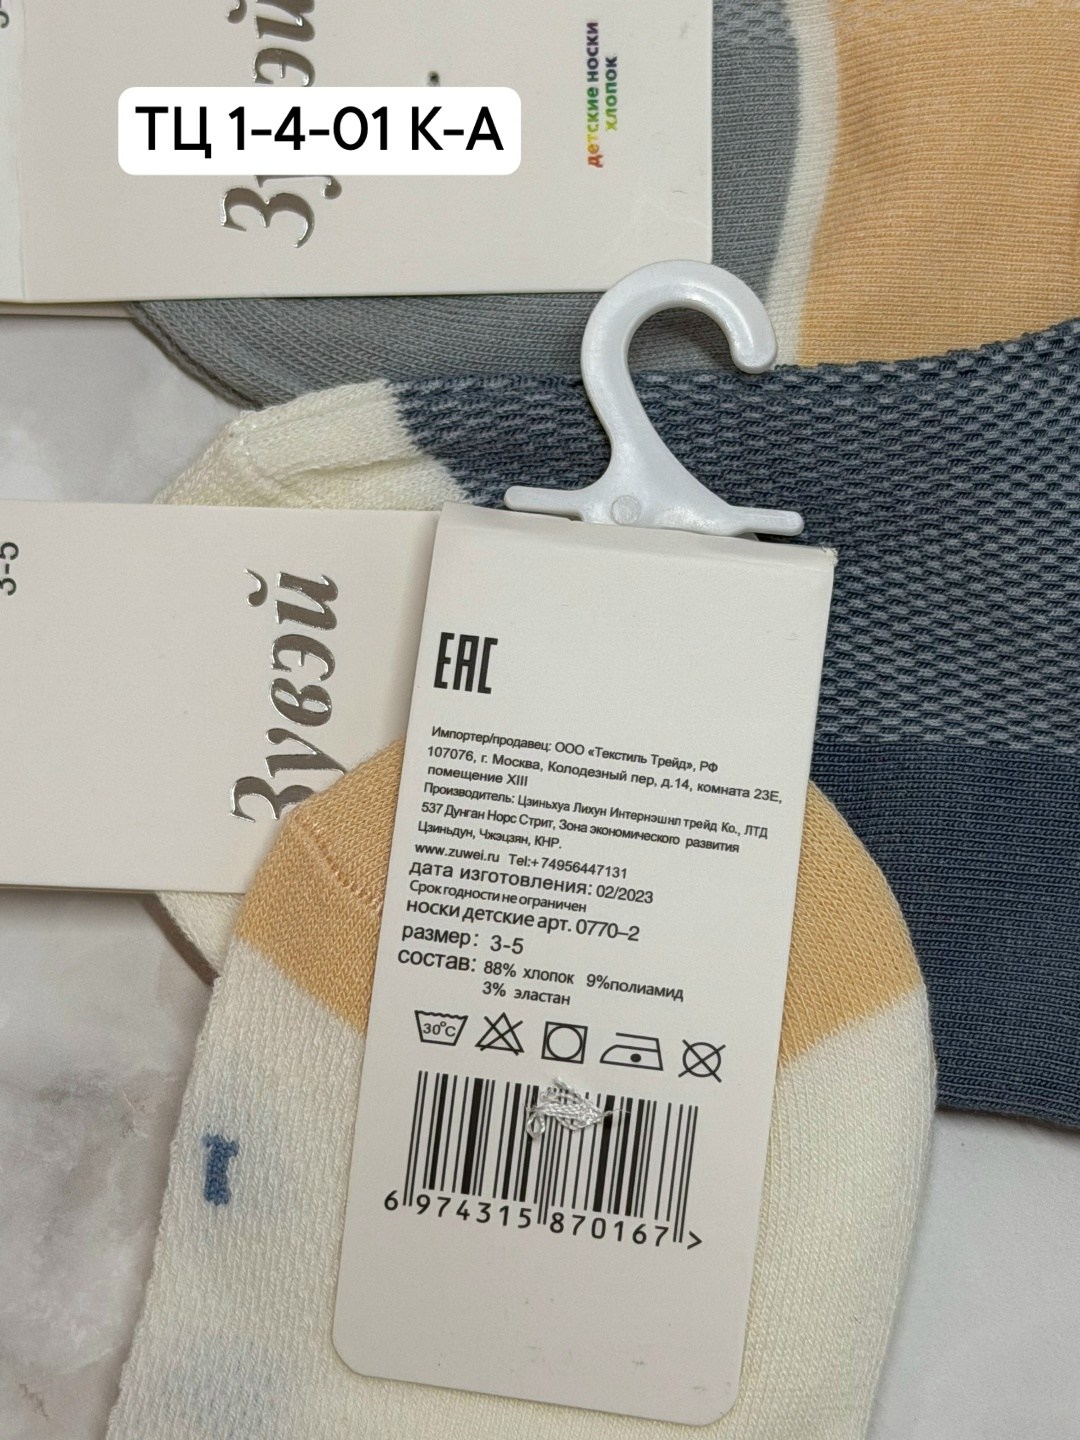 ТЦ 1-4-01 К-А
детские носки
хлопок
3-5
Зувэй
ЕАС
Импортер/продавец: ООО «Текстиль Трейд», РФ
107076, г. Москва, Колодезный пер, д.14, комната 23Е,
помещение XIII
Производитель: Цзиньхуа Лихун Интернэшнл трейд Ко., ЛТД
537 Дунган Норс Стрит, Зона экономического развития
Цзиньдун, Чжэцзян, КНР.
www.zuwei.ru Tel:+74956447131
дата изготовления: 02/2023
Срок годности не ограничен
носки детские арт. 0770-2
размер: 3-5
состав: 88% хлопок 9%полиамид
3% эластан
30°C
6 974315 870167 >